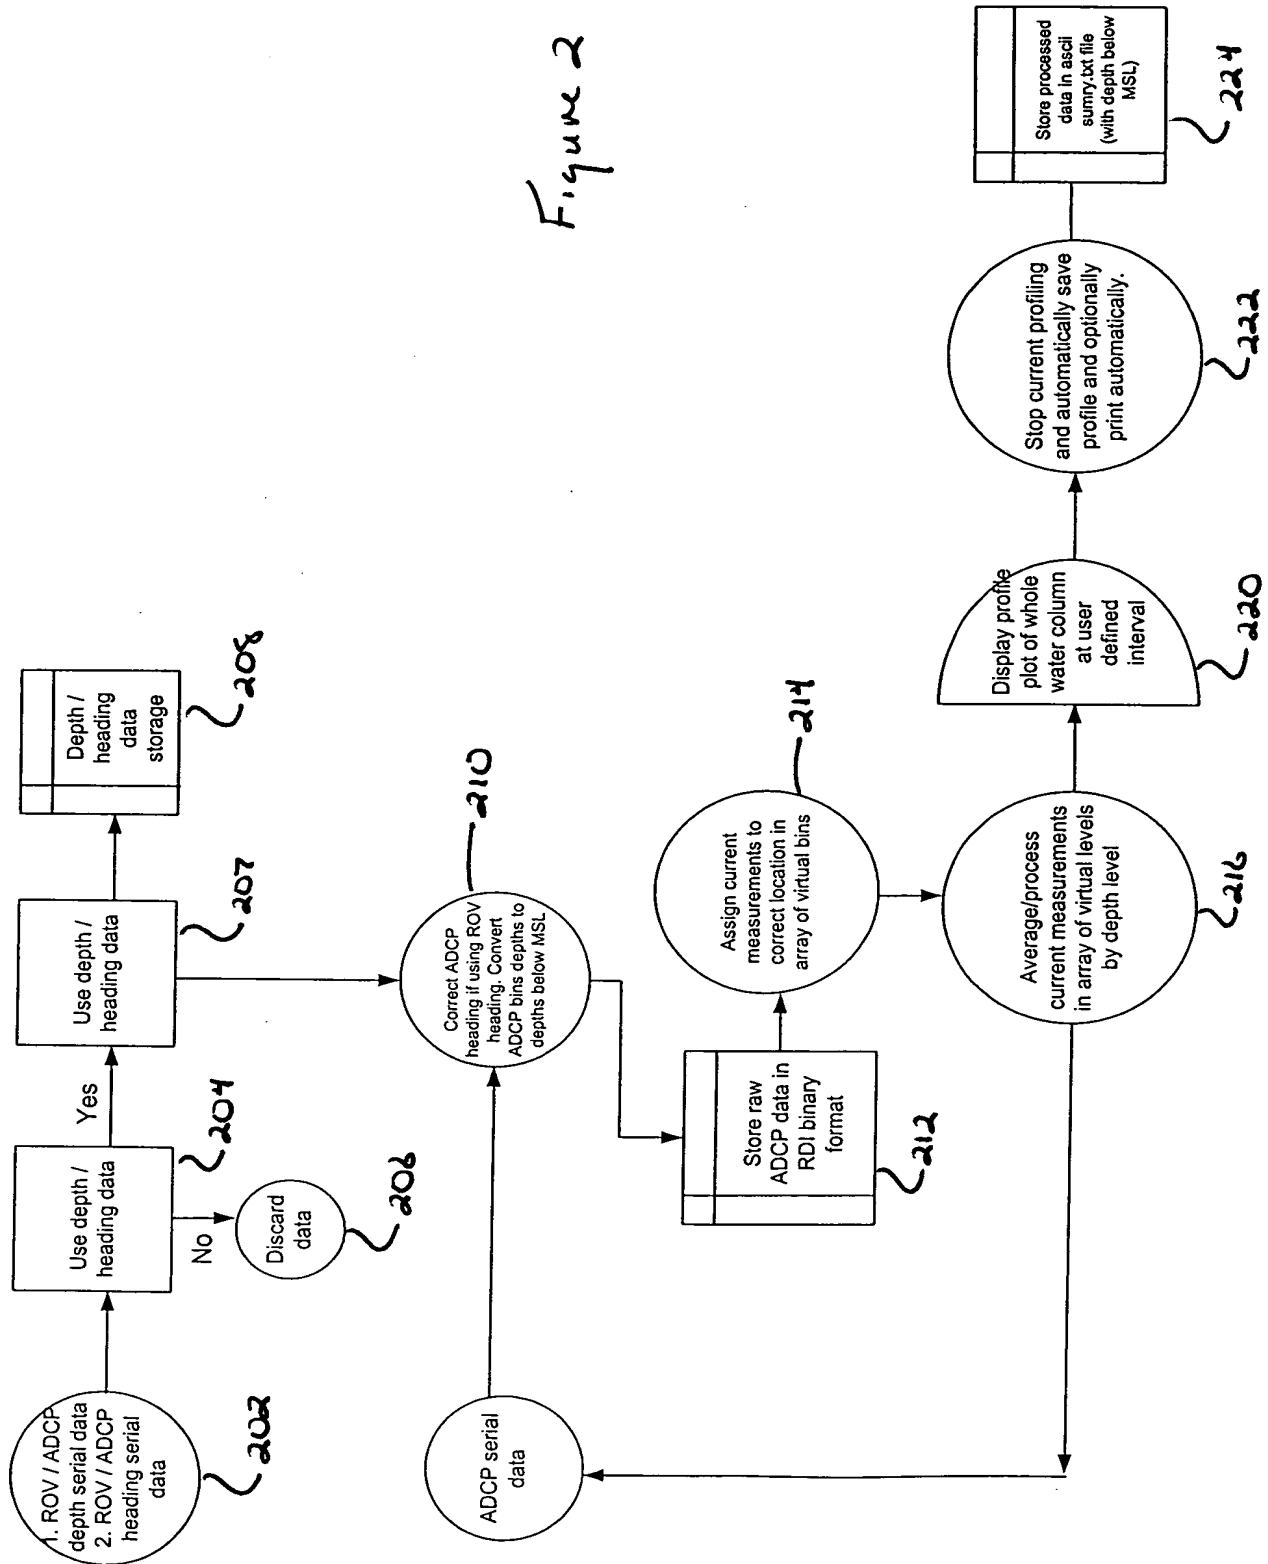 1. ROV / ADCP
depth serial data
2. ROV / ADCP
heading serial
data
202
Use depth /
heading data
204
Yes
No
Discard
data
206
Use depth /
heading data
207
Depth /
heading
data
storage
208
ADCP serial
data
Correct ADCP
heading if using ROV
heading. Convert
ADCP bins depths to
depths below MSL
210
Store raw
ADCP data in
RDI binary
format
212
Assign current
measurements to
correct location in
array of virtual bins
214
Average/process
current measurements
in array of virtual levels
by depth level
216
Display profile
plot of whole
water column
at user
defined
interval
220
Stop current profiling
and automatically save
profile and optionally
print automatically.
222
Store processed
data in ascii
sumry.txt file
(with depth below
MSL)
224
Figure 2